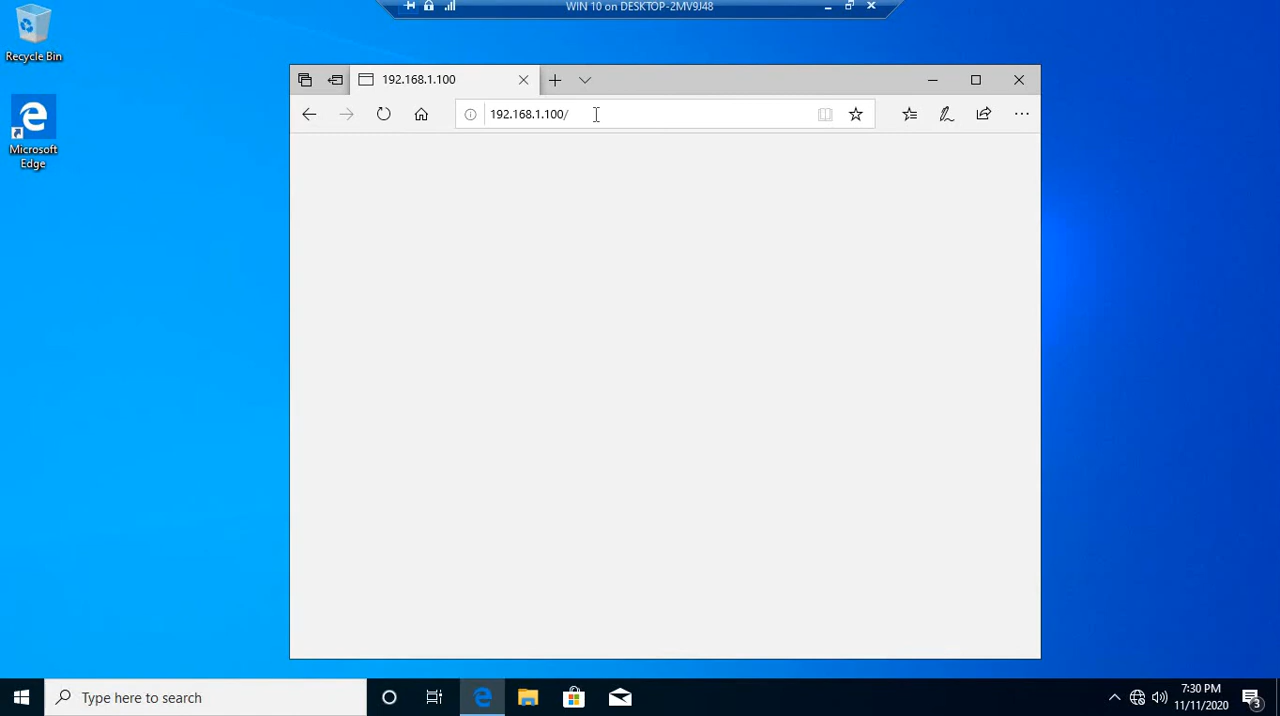 WIN 10 on DESKTOP-2MV9J48
Recycle Bin
Microsoft
Edge
192.168.1.100
192.168.1.100/
Type here to search
7:30 PM
11/11/2020
3